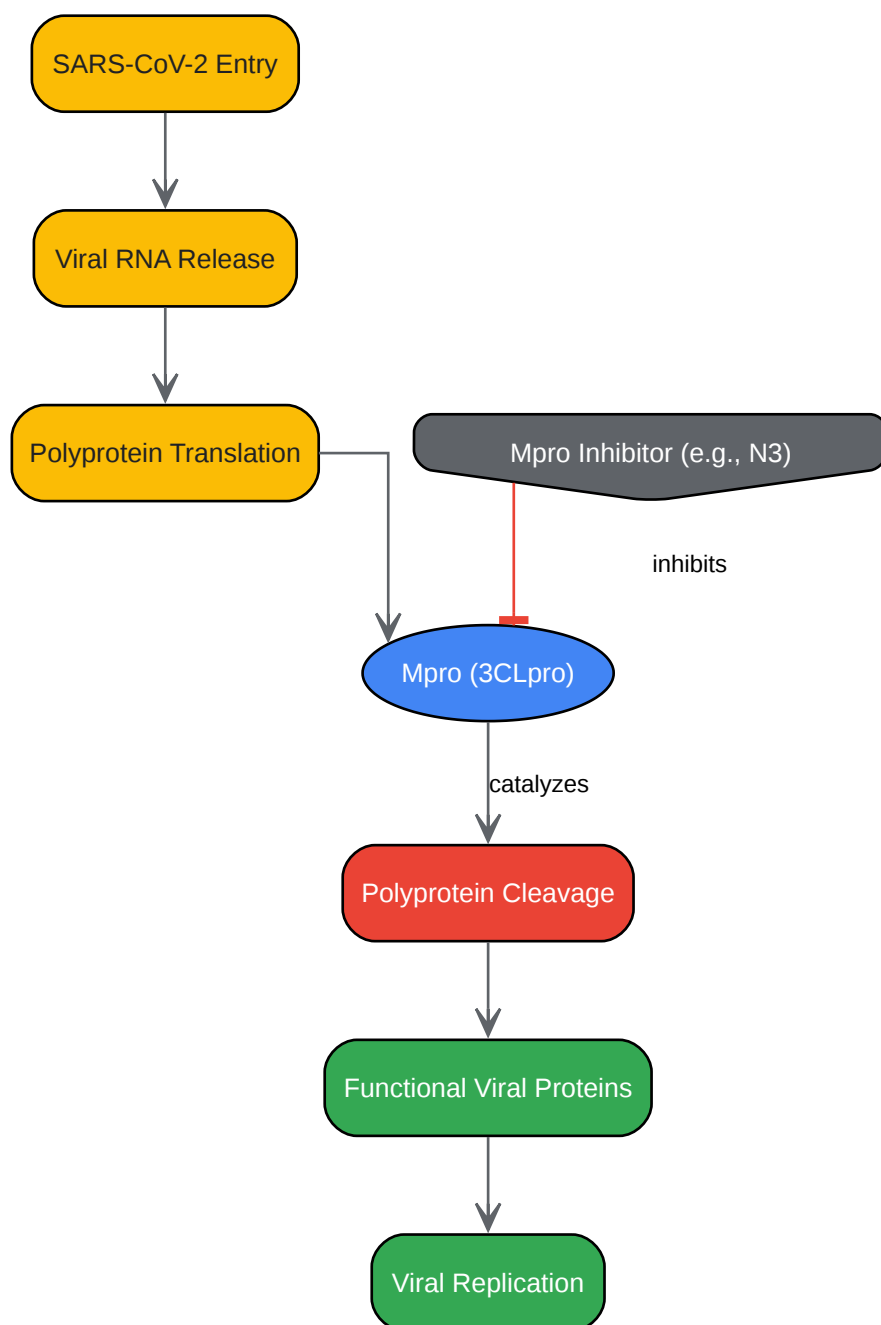 SARS-CoV-2 Entry
Viral RNA Release
Polyprotein Translation
Mpro Inhibitor (e.g., N3)
inhibits
Mpro (3CLpro)
catalyzes
Polyprotein Cleavage
Functional Viral Proteins
Viral Replication